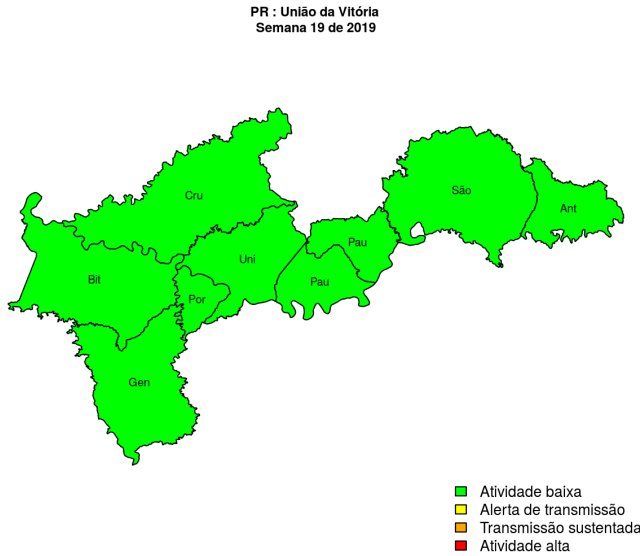 PR : União da Vitória
Semana 19 de 2019
Cru
São
Ant
Pau
Uni
Bit
Pau
Por
Gen
Atividade baixa
Alerta de transmissão
Transmissão sustentada
Atividade alta